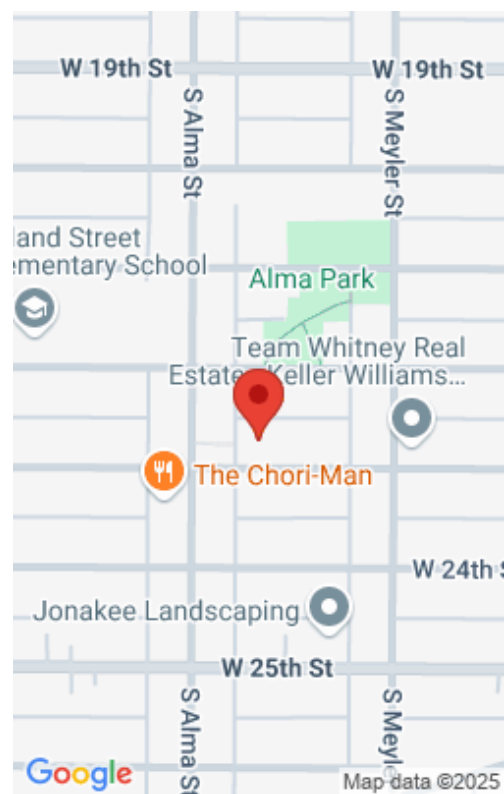 W 19th St
W 19th St
S Alma St
S Meyler St
land Street
ementary School
Alma Park
Team Whitney Real
Estate, Keller Williams...
The Chori-Man
W 24th S
Jonakee Landscaping
W 25th St
S Alma St
S Meyl
Google
Map data ©2025